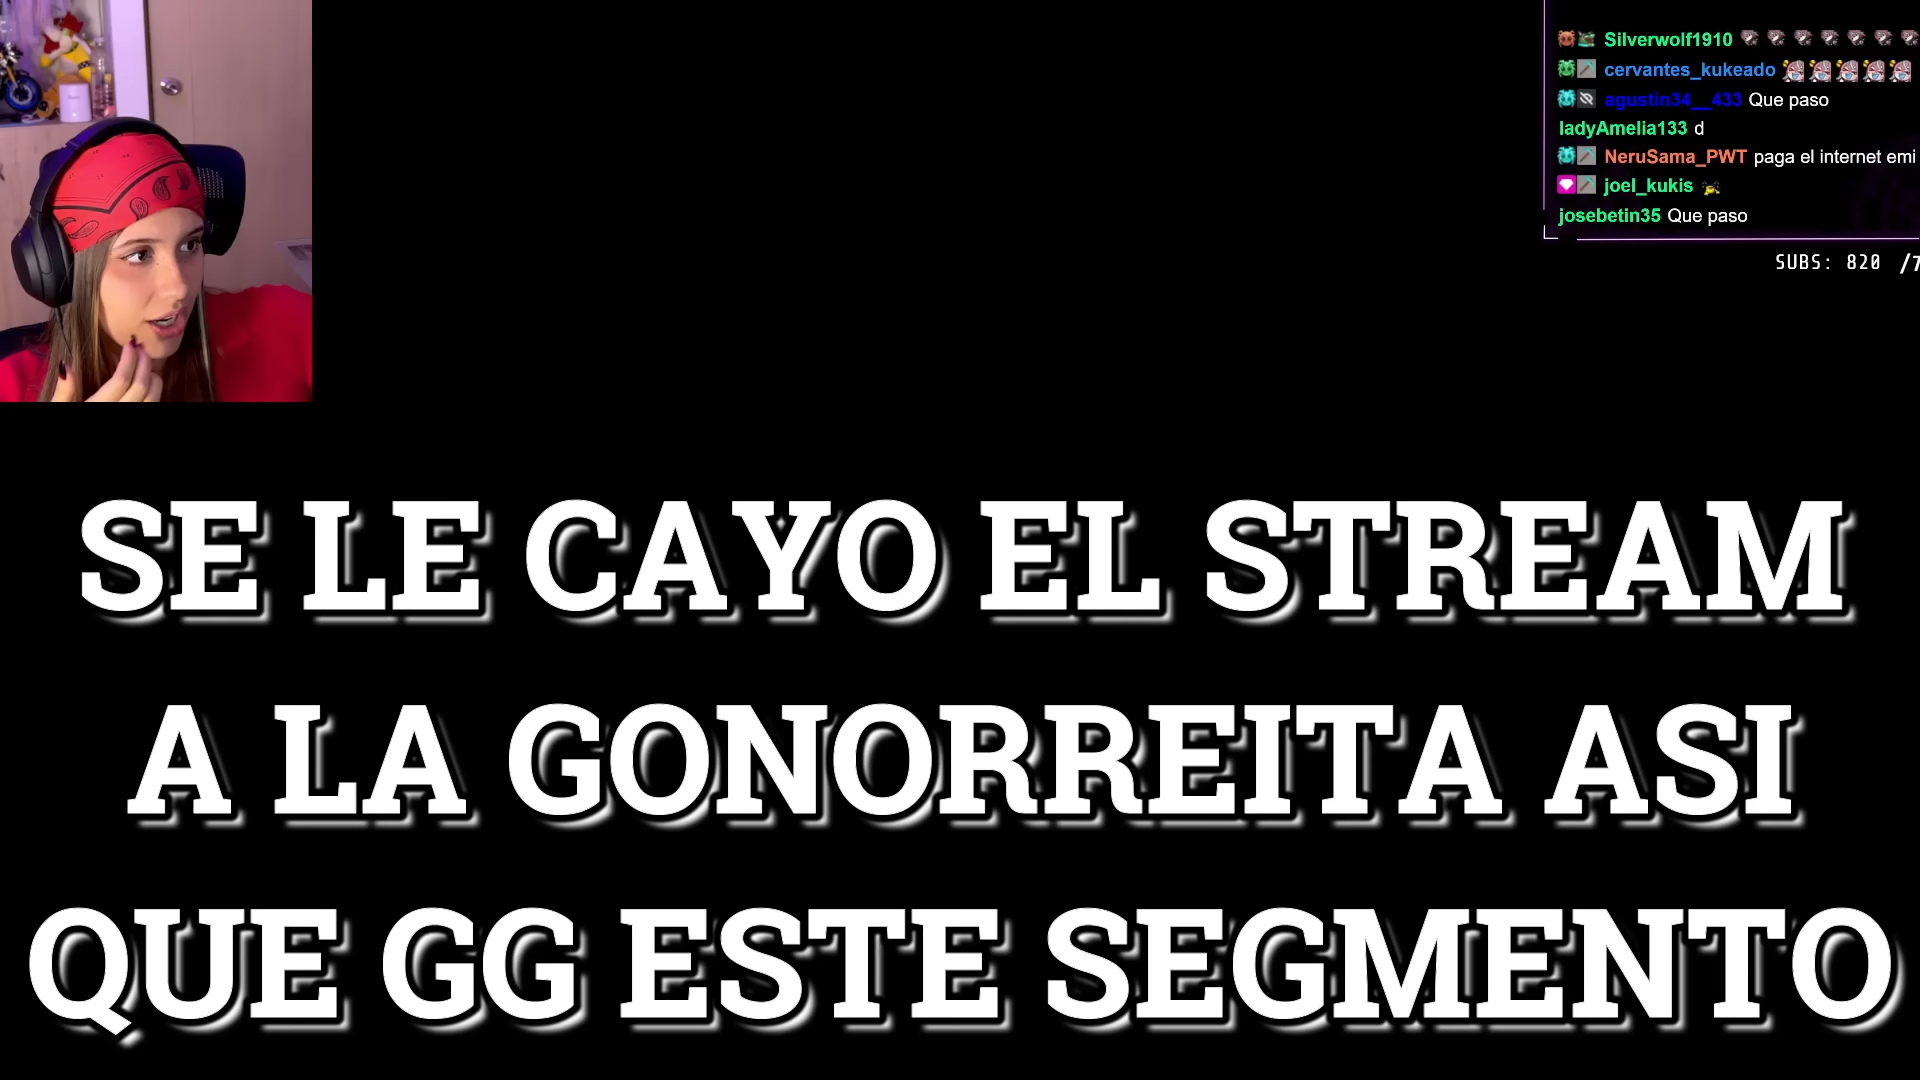 Silverwolf1910
cervantes_kukeado
agustin34__433 Que paso
ladyAmelia133 d
NeruSama_PWT paga el internet emi
joel_kukis
josebetin35 Que paso
SUBS: 820 /7
SE LE CAYO EL STREAM
A LA GONORREITA ASI
QUE GG ESTE SEGMENTO